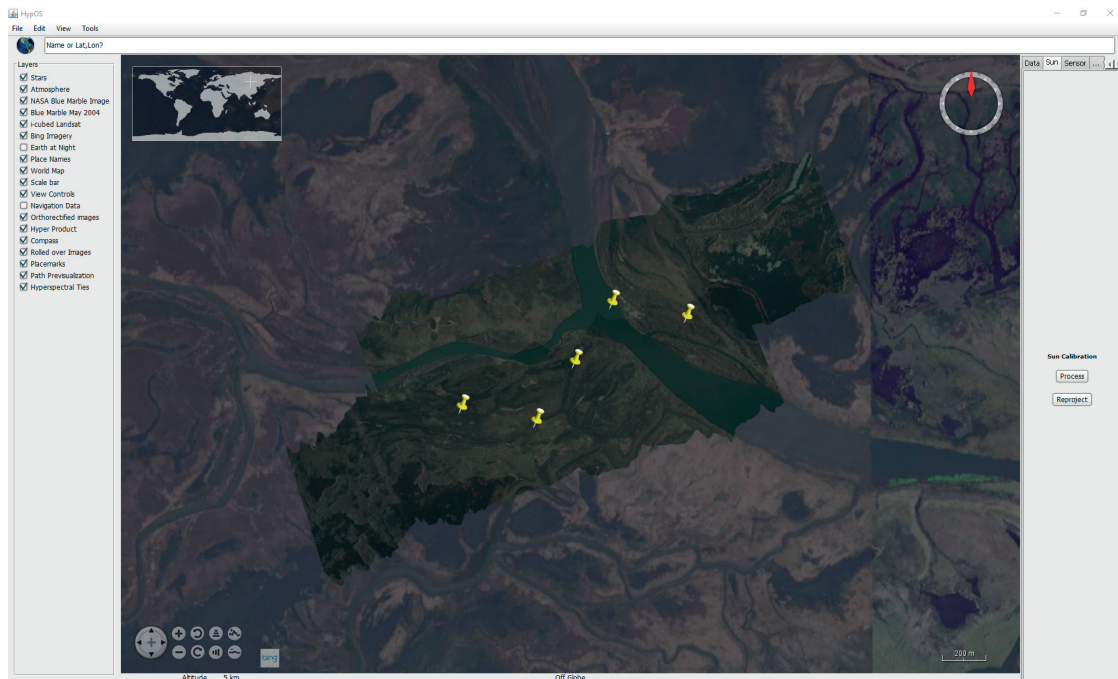 HypOS
File Edit View Tools
Name or Lat,Lon?
Layers
Stars
Atmosphere
NASA Blue Marble Image
Blue Marble May 2004
i-cubed Landsat
Bing Imagery
Earth at Night
Place Names
World Map
Scale bar
View Controls
Navigation Data
Orthorectified images
Hyper Product
Compass
Rolled over Images
Placemarks
Path Previsualization
Hyperspectral Ties
Data Sun Sensor ...
Sun Calibration
Process
Reproject
200 m
bing
Altitude 5 km Off Globe